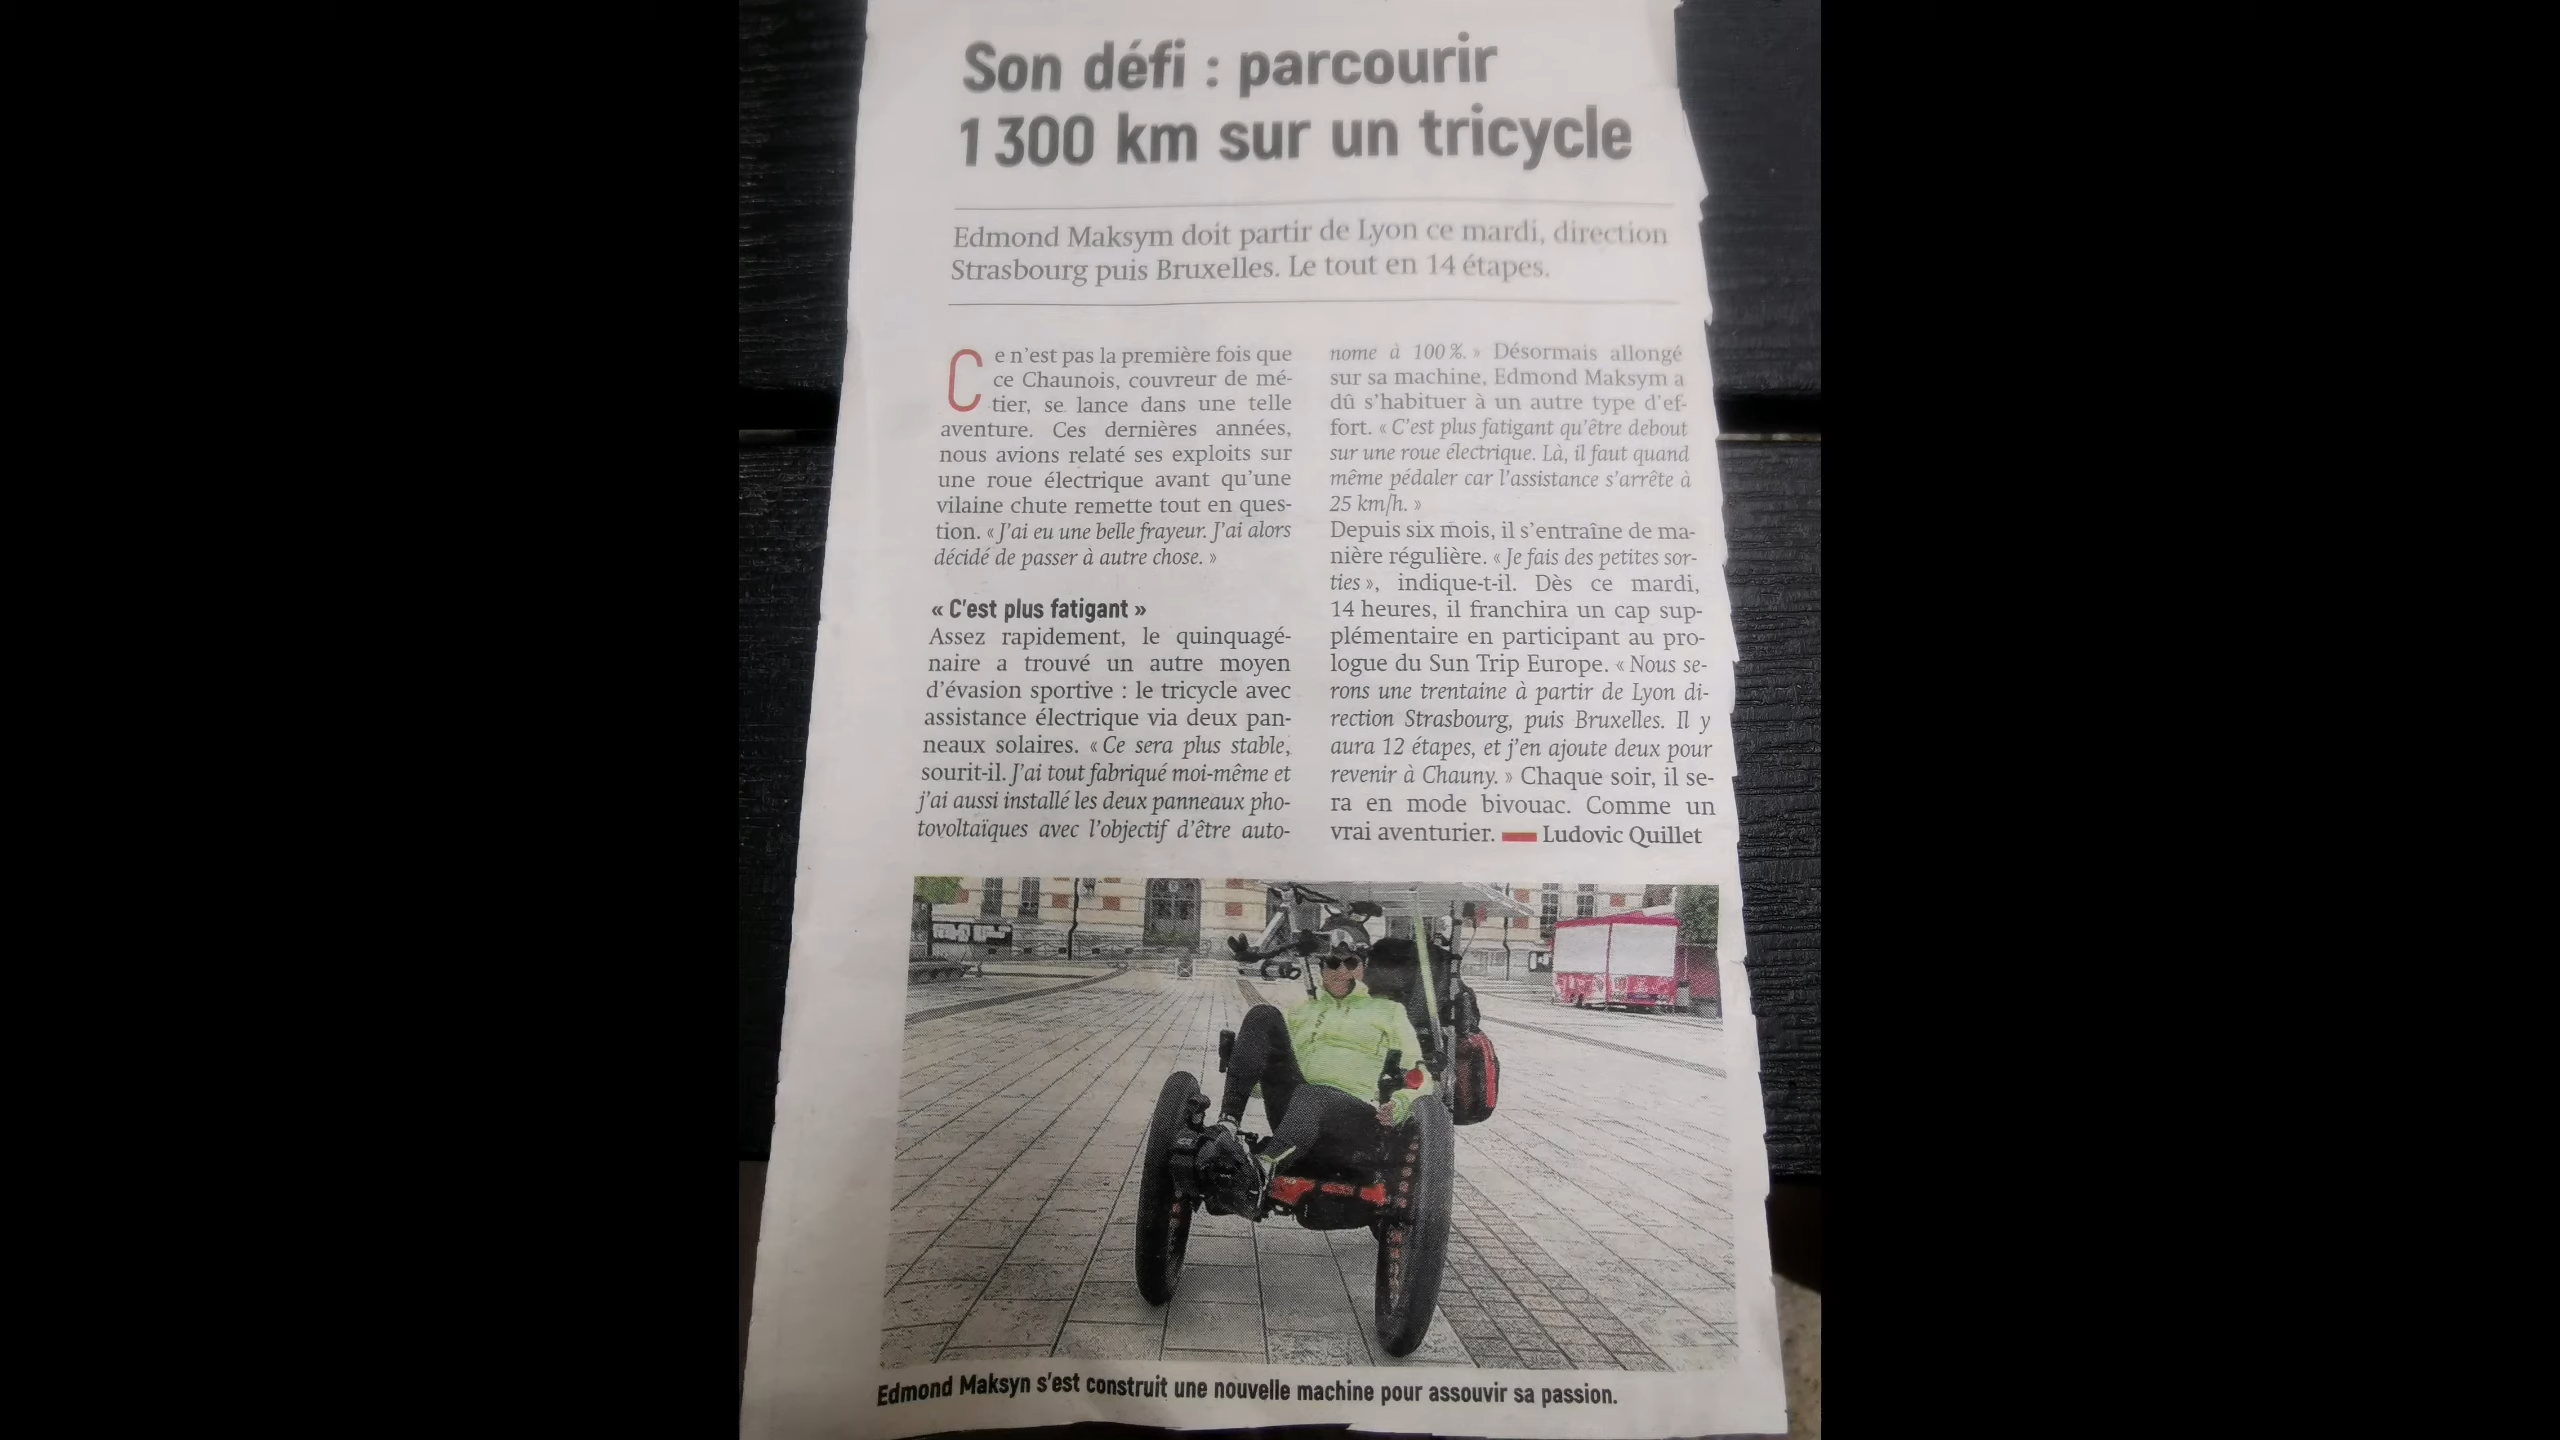 Son défi : parcourir
1 300 km sur un tricycle
Edmond Maksym doit partir de Lyon ce mardi, direction
Strasbourg puis Bruxelles. Le tout en 14 étapes.
Ce n'est pas la première fois que
ce Chaunois, couvreur de mé-
tier, se lance dans une telle
aventure. Ces dernières années,
nous avions relaté ses exploits sur
une roue électrique avant qu'une
vilaine chute remette tout en ques-
tion. « J'ai eu une belle frayeur. J'ai alors
décidé de passer à autre chose. »
« C'est plus fatigant »
Assez rapidement, le quinquagé-
naire a trouvé un autre moyen
d'évasion sportive : le tricycle avec
assistance électrique via deux pan-
neaux solaires. « Ce sera plus stable,
sourit-il. J'ai tout fabriqué moi-même et
j'ai aussi installé les deux panneaux pho-
tovoltaïques avec l'objectif d'être auto-
nome à 100 %. » Désormais allongé
sur sa machine, Edmond Maksym a
dû s'habituer à un autre type d'ef-
fort. « C'est plus fatigant qu'être debout
sur une roue électrique. Là, il faut quand
même pédaler car l'assistance s'arrête à
25 km/h. »
Depuis six mois, il s'entraîne de ma-
nière régulière. « Je fais des petites sor-
ties », indique-t-il. Dès ce mardi,
14 heures, il franchira un cap sup-
plémentaire en participant au pro-
logue du Sun Trip Europe. « Nous se-
rons une trentaine à partir de Lyon di-
rection Strasbourg, puis Bruxelles. Il y
aura 12 étapes, et j'en ajoute deux pour
revenir à Chauny. » Chaque soir, il se-
ra en mode bivouac. Comme un
vrai aventurier. Ludovic Quillet
Edmond Maksyn s'est construit une nouvelle machine pour assouvir sa passion.